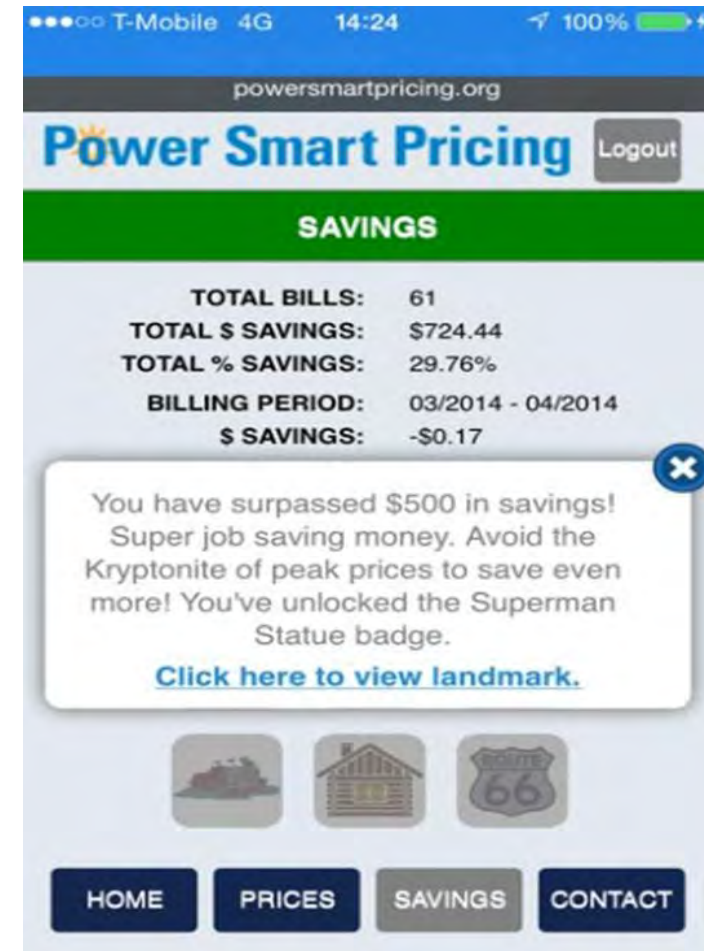 T-Mobile 4G 14:24 100%
powersmartpricing.org
Power Smart Pricing Logout
SAVINGS
TOTAL BILLS: 61
TOTAL $ SAVINGS: $724.44
TOTAL % SAVINGS: 29.76%
BILLING PERIOD: 03/2014 - 04/2014
$ SAVINGS: -$0.17
You have surpassed $500 in savings!
Super job saving money. Avoid the
Kryptonite of peak prices to save even
more! You've unlocked the Superman
Statue badge.
Click here to view landmark.
ROUTE
66
HOME PRICES SAVINGS CONTACT